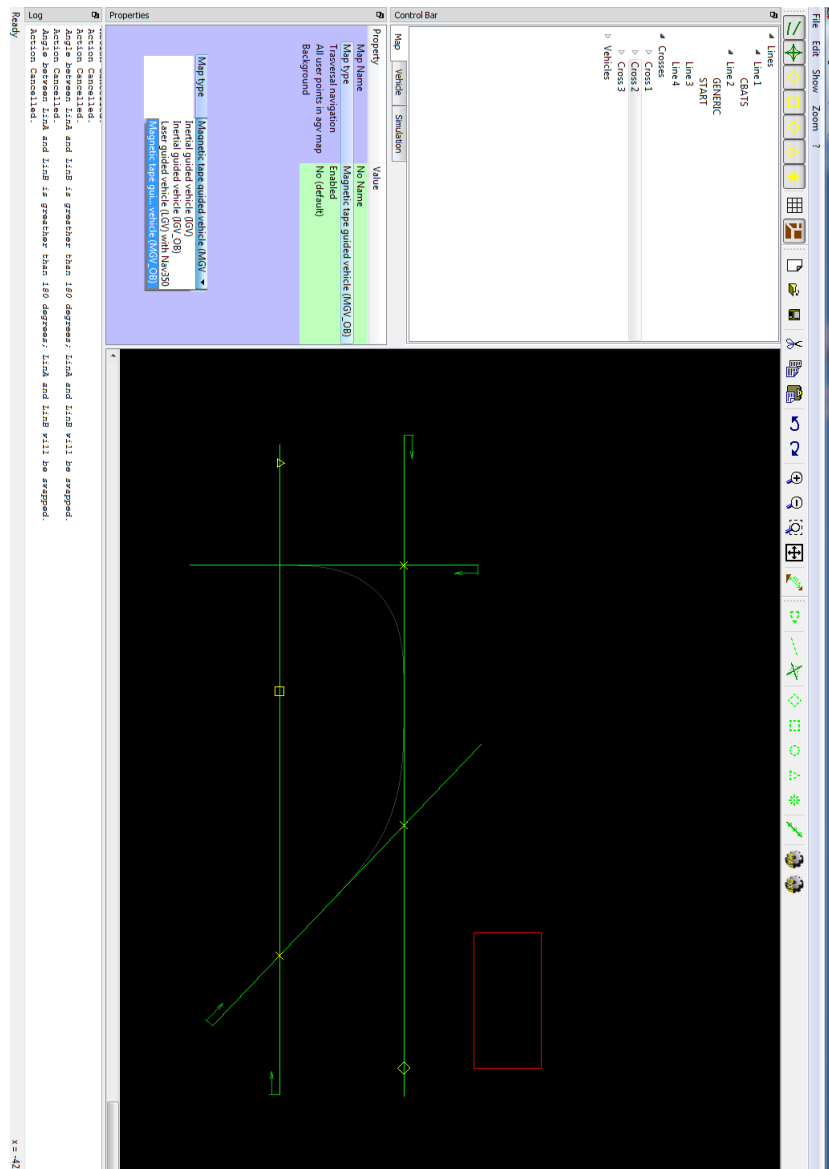 File Edit Show Zoom ?
Control Bar
Lines
Line 1
CBATS
Line 2
GENERIC
START
Line 3
Line 4
Crosses
Cross 1
Cross 2
Cross 3
Vehicles
Map Vehicle Simulation
Properties
Property Value
Map Name No Name
Map type Magnetic tape guided vehicle (MGV_OB)
Trasversal navigation Enabled
All user points in agv map No (default)
Background
Map type Magnetic tape guided vehicle (MGV
Inertial guided vehicle (IGV)
Inertial guided vehicle (IGV_OB)
Laser guided vehicle (LGV) with Nav350
Magnetic tape gui... vehicle (MGV_OB)
Log
Action Cancelled.
Action Cancelled.
Angle between LinA and LinB is greather than 180 degrees; LinA and LinB will be swapped.
Action Cancelled.
Angle between LinA and LinB is greather than 180 degrees; LinA and LinB will be swapped.
Action Cancelled.
Ready x = -42